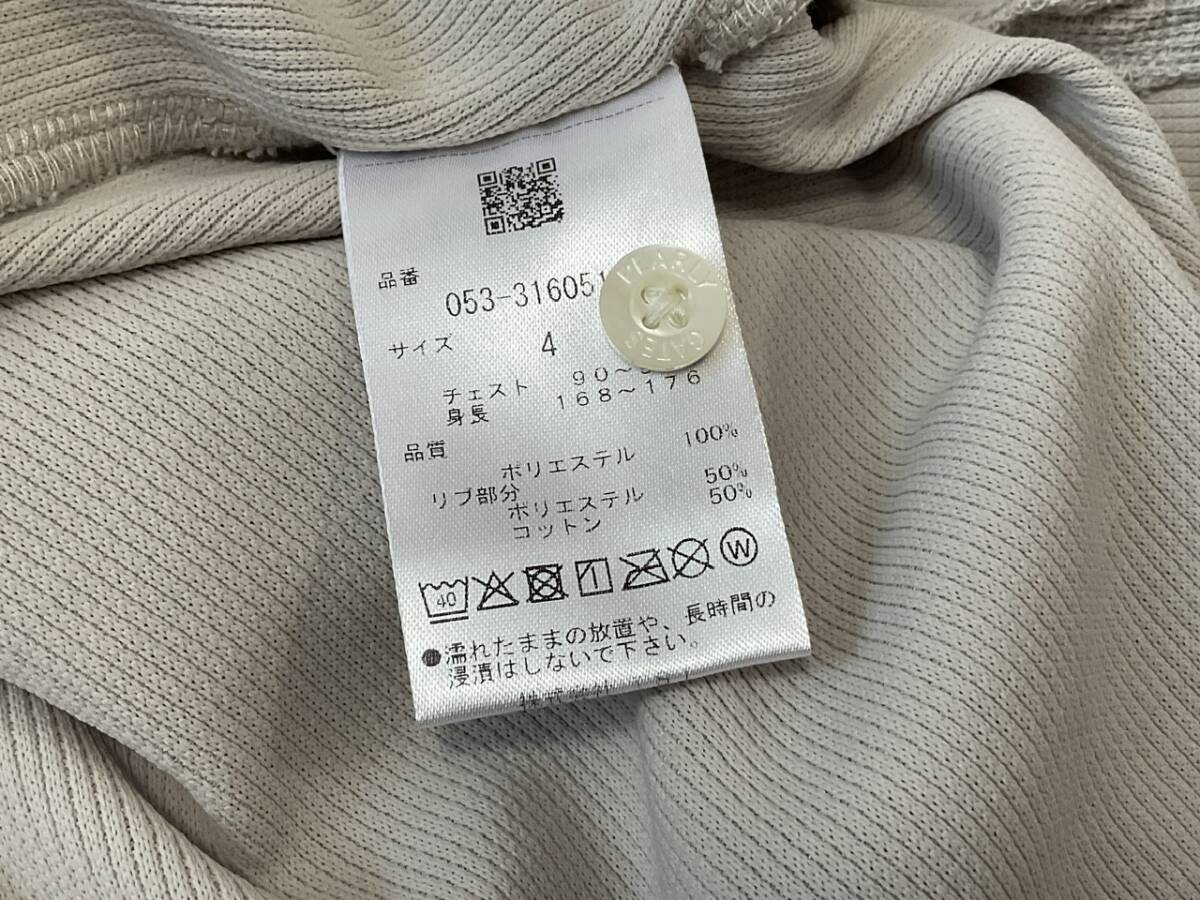 品番
053-316051
PEARLY
GATES
サイズ 4
チェスト 90～
身長 168～176
品質
ポリエステル 100%
リブ部分
ポリエステル 50%
コットン 50%
40
W
●濡れたままの放置や、長時間の
浸漬はしないで下さい。